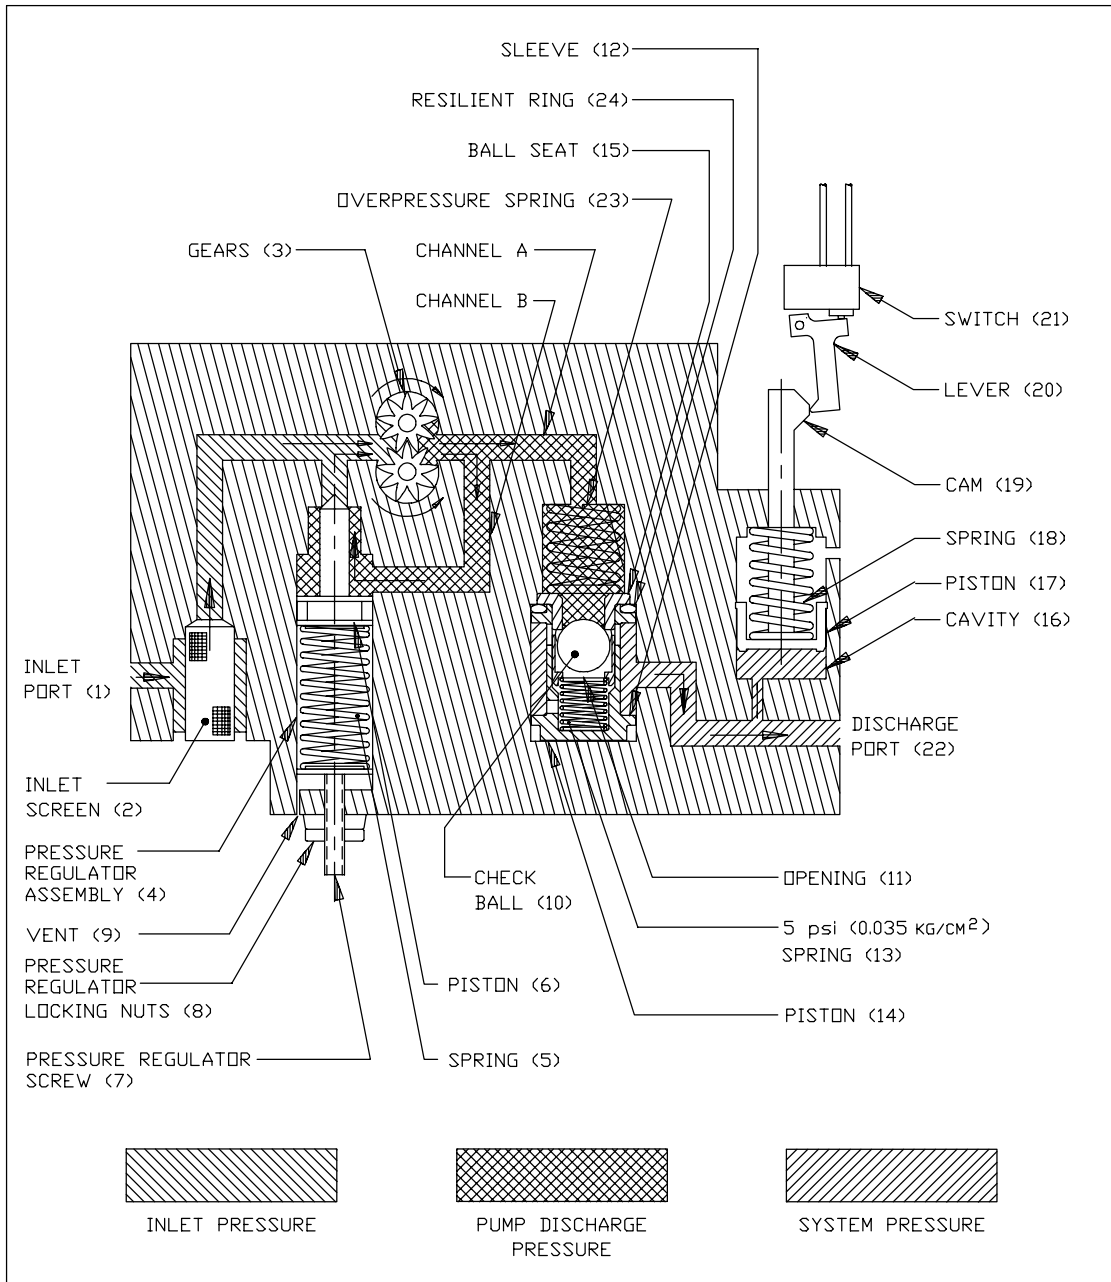 SLEEVE (12)
RESILIENT RING (24)
BALL SEAT (15)
OVERPRESSURE SPRING (23)
GEARS (3)
CHANNEL A
CHANNEL B
SWITCH (21)
LEVER (20)
CAM (19)
SPRING (18)
PISTON (17)
CAVITY (16)
INLET
PORT (1)
DISCHARGE
PORT (22)
INLET
SCREEN (2)
PRESSURE
REGULATOR
ASSEMBLY (4)
CHECK
BALL (10)
OPENING (11)
VENT (9)
5 psi (0.035 KG/CM²)
SPRING (13)
PRESSURE
REGULATOR
LOCKING NUTS (8)
PISTON (6)
PISTON (14)
PRESSURE REGULATOR
SCREW (7)
SPRING (5)
INLET PRESSURE
PUMP DISCHARGE
PRESSURE
SYSTEM PRESSURE